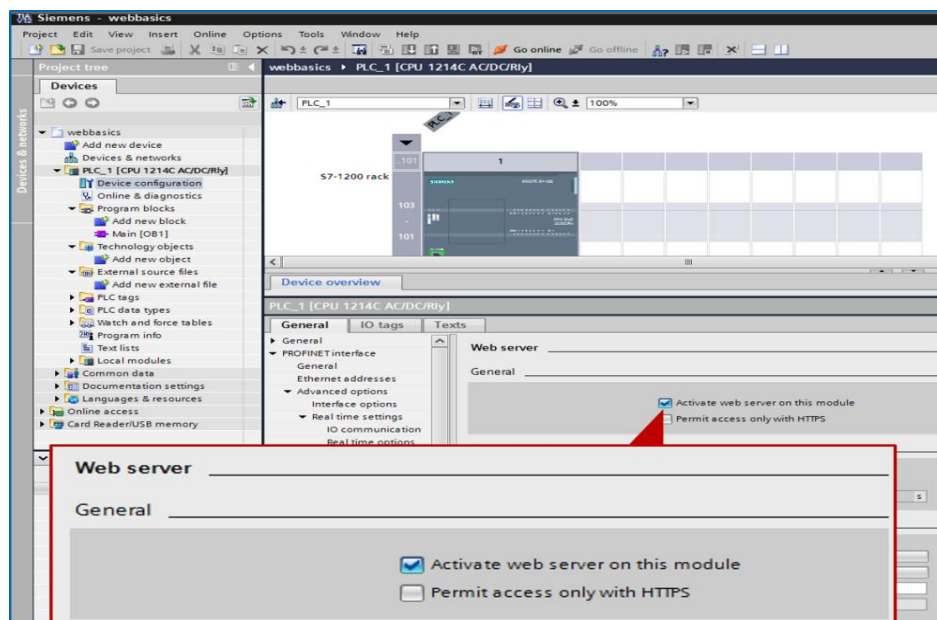 Siemens - webbasics
Project Edit View Insert Online Options Tools Window Help
Save project Go online Go offline
Project tree
webbasics ▸ PLC_1 [CPU 1214C AC/DC/Rly]
Devices
Devices & networks
PLC_1 100%
webbasics
Add new device
Devices & networks
PLC_1 [CPU 1214C AC/DC/Rly]
Device configuration
Online & diagnostics
Program blocks
Add new block
Main [OB1]
Technology objects
Add new object
External source files
Add new external file
PLC tags
PLC data types
Watch and force tables
Program info
Text lists
Local modules
Common data
Documentation settings
Languages & resources
Online access
Card Reader/USB memory
PLC_1
101 1
S7-1200 rack
SIEMENS
103
101
Device overview
PLC_1 [CPU 1214C AC/DC/Rly]
General IO tags Texts
General
PROFINET interface
General
Ethernet addresses
Advanced options
Interface options
Real time settings
IO communication
Real time options
Web server
General
Activate web server on this module
Permit access only with HTTPS
s
Web server
General
Activate web server on this module
Permit access only with HTTPS